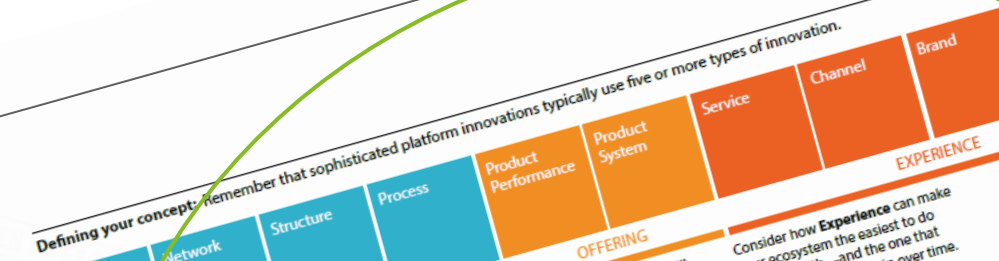 Defining your concept: Remember that sophisticated platform innovations typically use five or more types of innovation.
Network
Structure
Process
Product
Performance
Product
System
Service
Channel
Brand
OFFERING
EXPERIENCE
Consider how Experience can make
ecosystem the easiest to do
and the one that
over time.